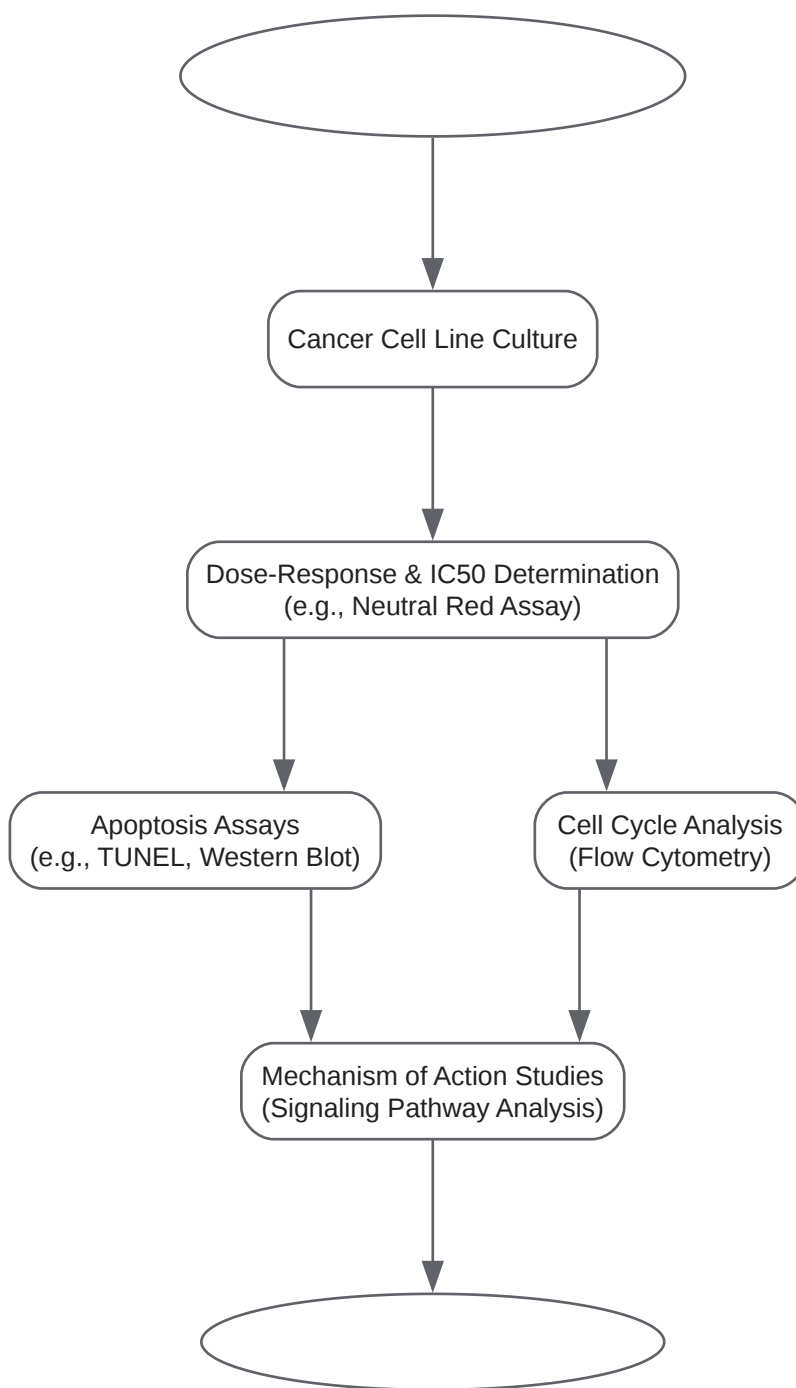 Cancer Cell Line Culture
Dose-Response & IC50 Determination
(e.g., Neutral Red Assay)
Apoptosis Assays
(e.g., TUNEL, Western Blot)
Cell Cycle Analysis
(Flow Cytometry)
Mechanism of Action Studies
(Signaling Pathway Analysis)